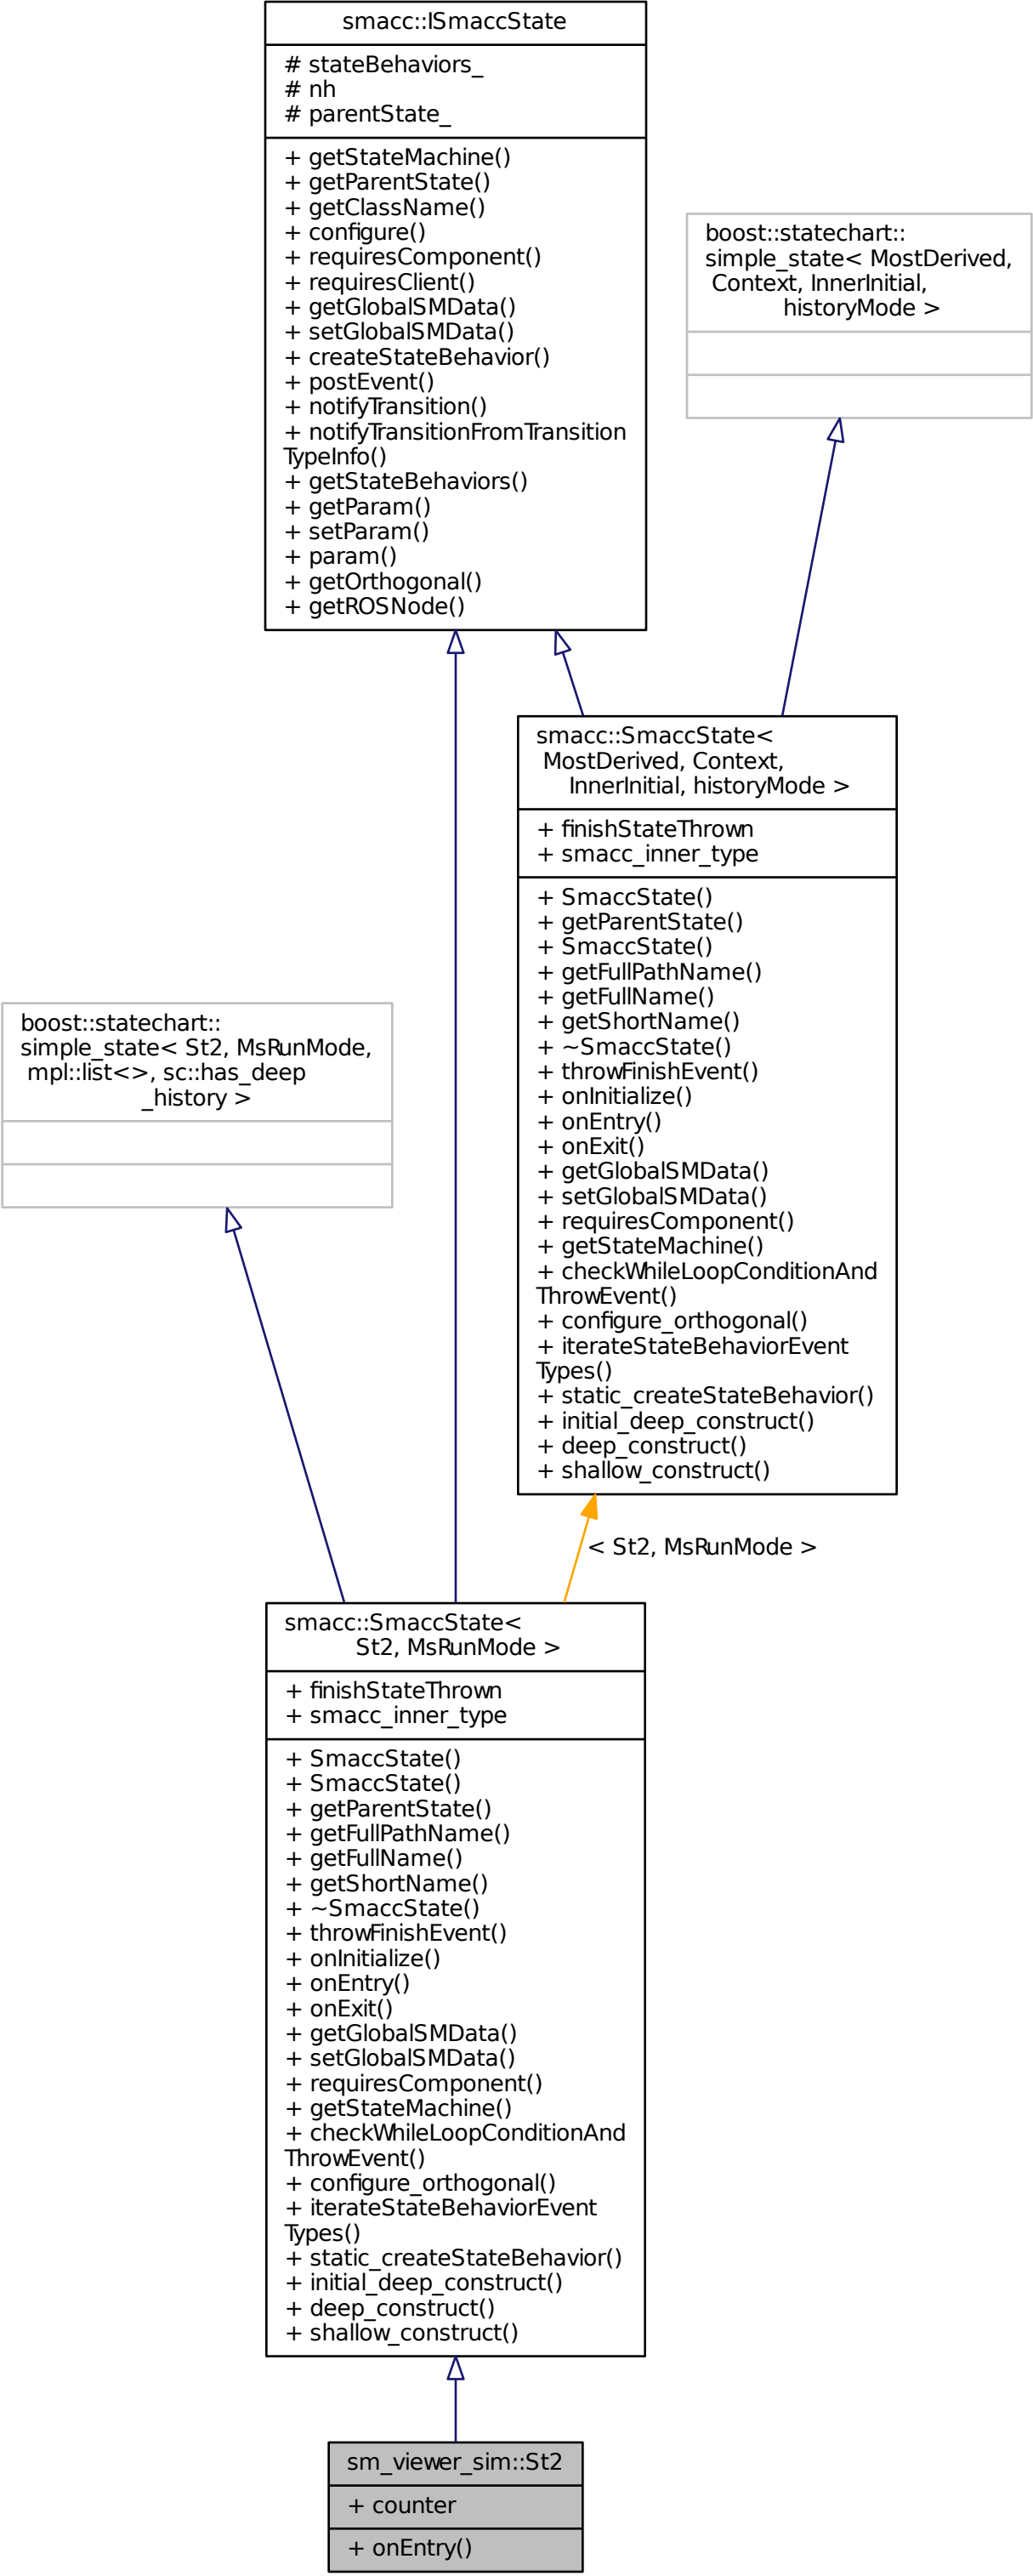 smacc::ISmaccState
# stateBehaviors_
# nh
# parentState_
+ getStateMachine()
+ getParentState()
+ getClassName()
+ configure()
+ requiresComponent()
+ requiresClient()
+ getGlobalSMData()
+ setGlobalSMData()
+ createStateBehavior()
+ postEvent()
+ notifyTransition()
+ notifyTransitionFromTransition
TypeInfo()
+ getStateBehaviors()
+ getParam()
+ setParam()
+ param()
+ getOrthogonal()
+ getROSNode()
boost::statechart::
simple_state< MostDerived,
Context, InnerInitial,
historyMode >
smacc::SmaccState<
MostDerived, Context,
InnerInitial, historyMode >
+ finishStateThrown
+ smacc_inner_type
+ SmaccState()
+ getParentState()
+ SmaccState()
+ getFullPathName()
+ getFullName()
+ getShortName()
+ ~SmaccState()
+ throwFinishEvent()
+ onInitialize()
+ onEntry()
+ onExit()
+ getGlobalSMData()
+ setGlobalSMData()
+ requiresComponent()
+ getStateMachine()
+ checkWhileLoopConditionAnd
ThrowEvent()
+ configure_orthogonal()
+ iterateStateBehaviorEvent
Types()
+ static_createStateBehavior()
+ initial_deep_construct()
+ deep_construct()
+ shallow_construct()
boost::statechart::
simple_state< St2, MsRunMode,
mpl::list<>, sc::has_deep
_history >
< St2, MsRunMode >
smacc::SmaccState<
St2, MsRunMode >
+ finishStateThrown
+ smacc_inner_type
+ SmaccState()
+ SmaccState()
+ getParentState()
+ getFullPathName()
+ getFullName()
+ getShortName()
+ ~SmaccState()
+ throwFinishEvent()
+ onInitialize()
+ onEntry()
+ onExit()
+ getGlobalSMData()
+ setGlobalSMData()
+ requiresComponent()
+ getStateMachine()
+ checkWhileLoopConditionAnd
ThrowEvent()
+ configure_orthogonal()
+ iterateStateBehaviorEvent
Types()
+ static_createStateBehavior()
+ initial_deep_construct()
+ deep_construct()
+ shallow_construct()
sm_viewer_sim::St2
+ counter
+ onEntry()